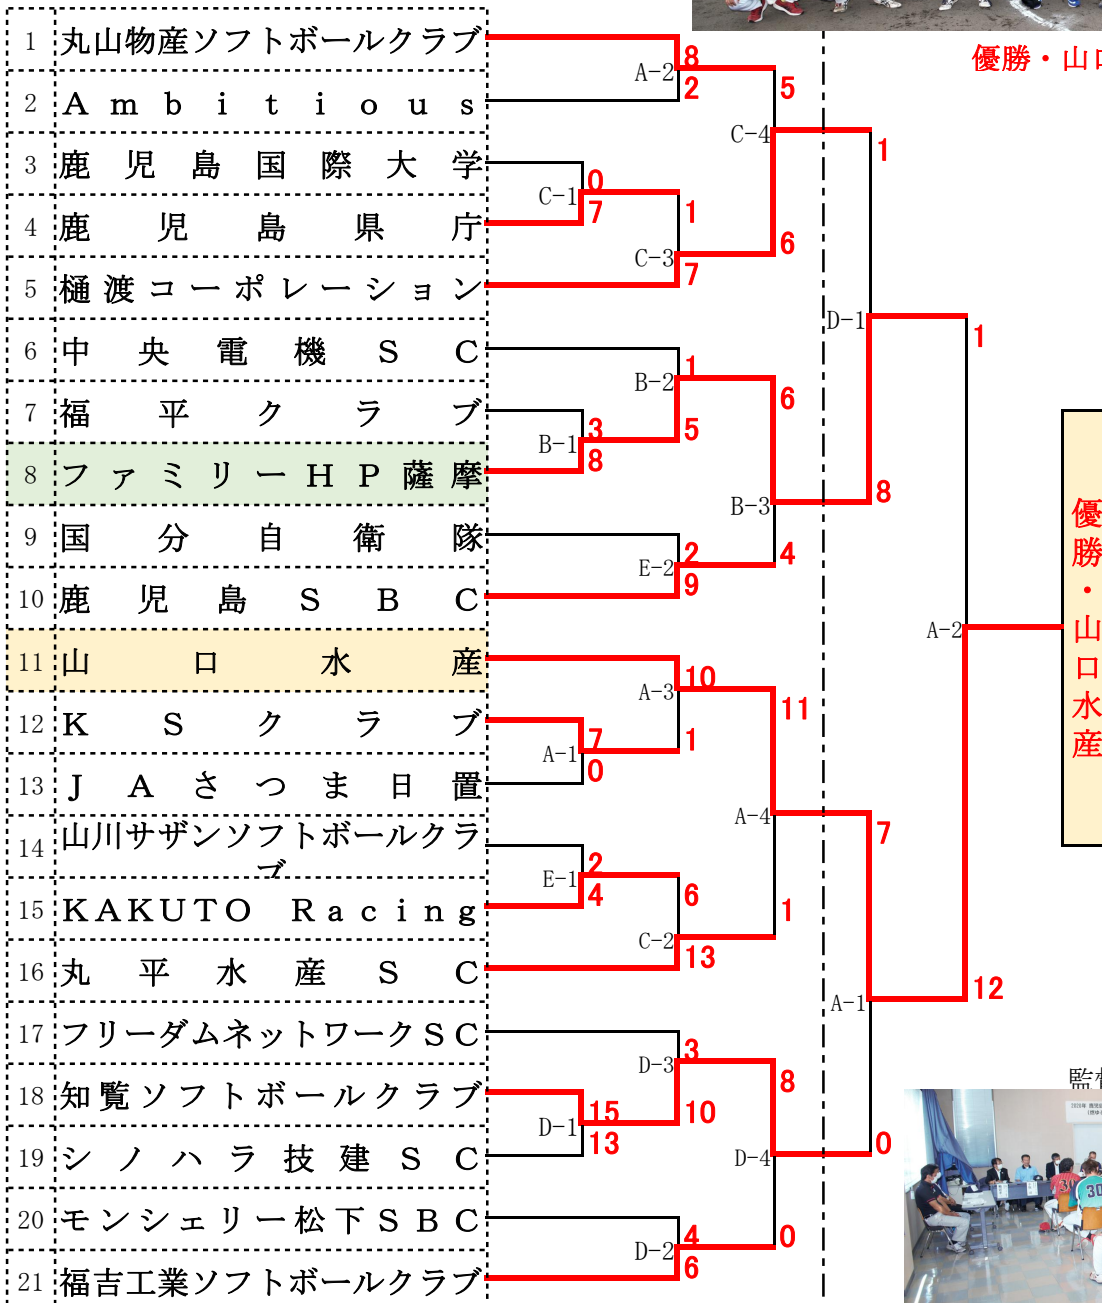 優勝・山口
1 丸山物産ソフトボールクラブ
2 Ambitious
3 鹿児島国際大学
4 鹿児島県庁
5 樋渡コーポレーション
6 中央電機SC
7 福平クラブ
8 ファミリーHP薩摩
9 国分自衛隊
10 鹿児島SBC
11 山口水産
12 KSクラブ
13 JAさつま日置
14 山川サザンソフトボールクラ
ブ
15 KAKUTO Racing
16 丸平水産SC
17 フリーダムネットワークSC
18 知覧ソフトボールクラブ
19 シノハラ技建SC
20 モンシェリー松下SBC
21 福吉工業ソフトボールクラブ
C-1
0
7
B-1
3
8
A-1
7
0
E-1
2
4
D-1
15
13
A-2
8
2
C-3
1
7
B-2
1
5
E-2
2
9
A-3
10
1
C-2
6
13
D-3
3
10
D-2
4
6
C-4
5
6
B-3
6
4
A-4
11
1
D-4
8
0
D-1
1
8
A-1
7
0
A-2
1
12
優勝・山口水産
監督
30